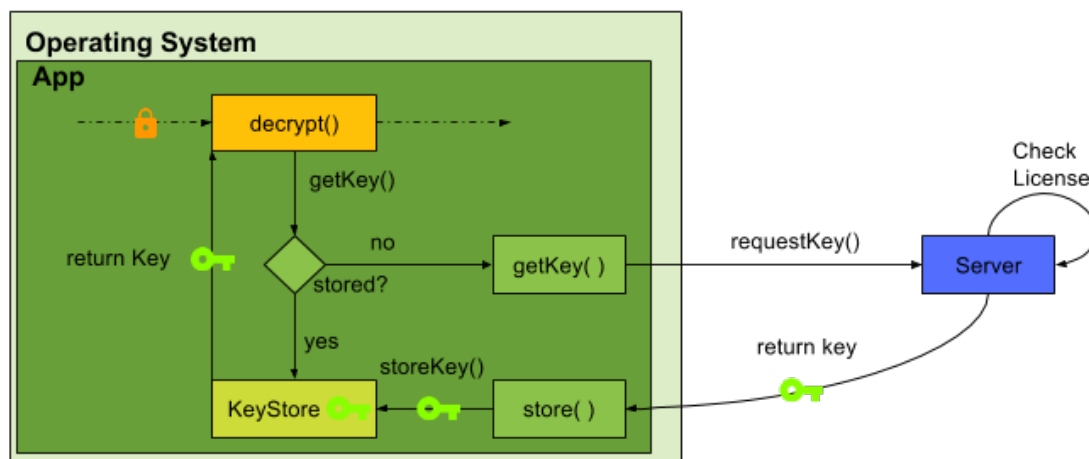 Operating System
App
decrypt()
getKey()
Check
License
return Key
no
stored?
getKey( )
requestKey()
Server
yes
storeKey()
return key
KeyStore
store( )